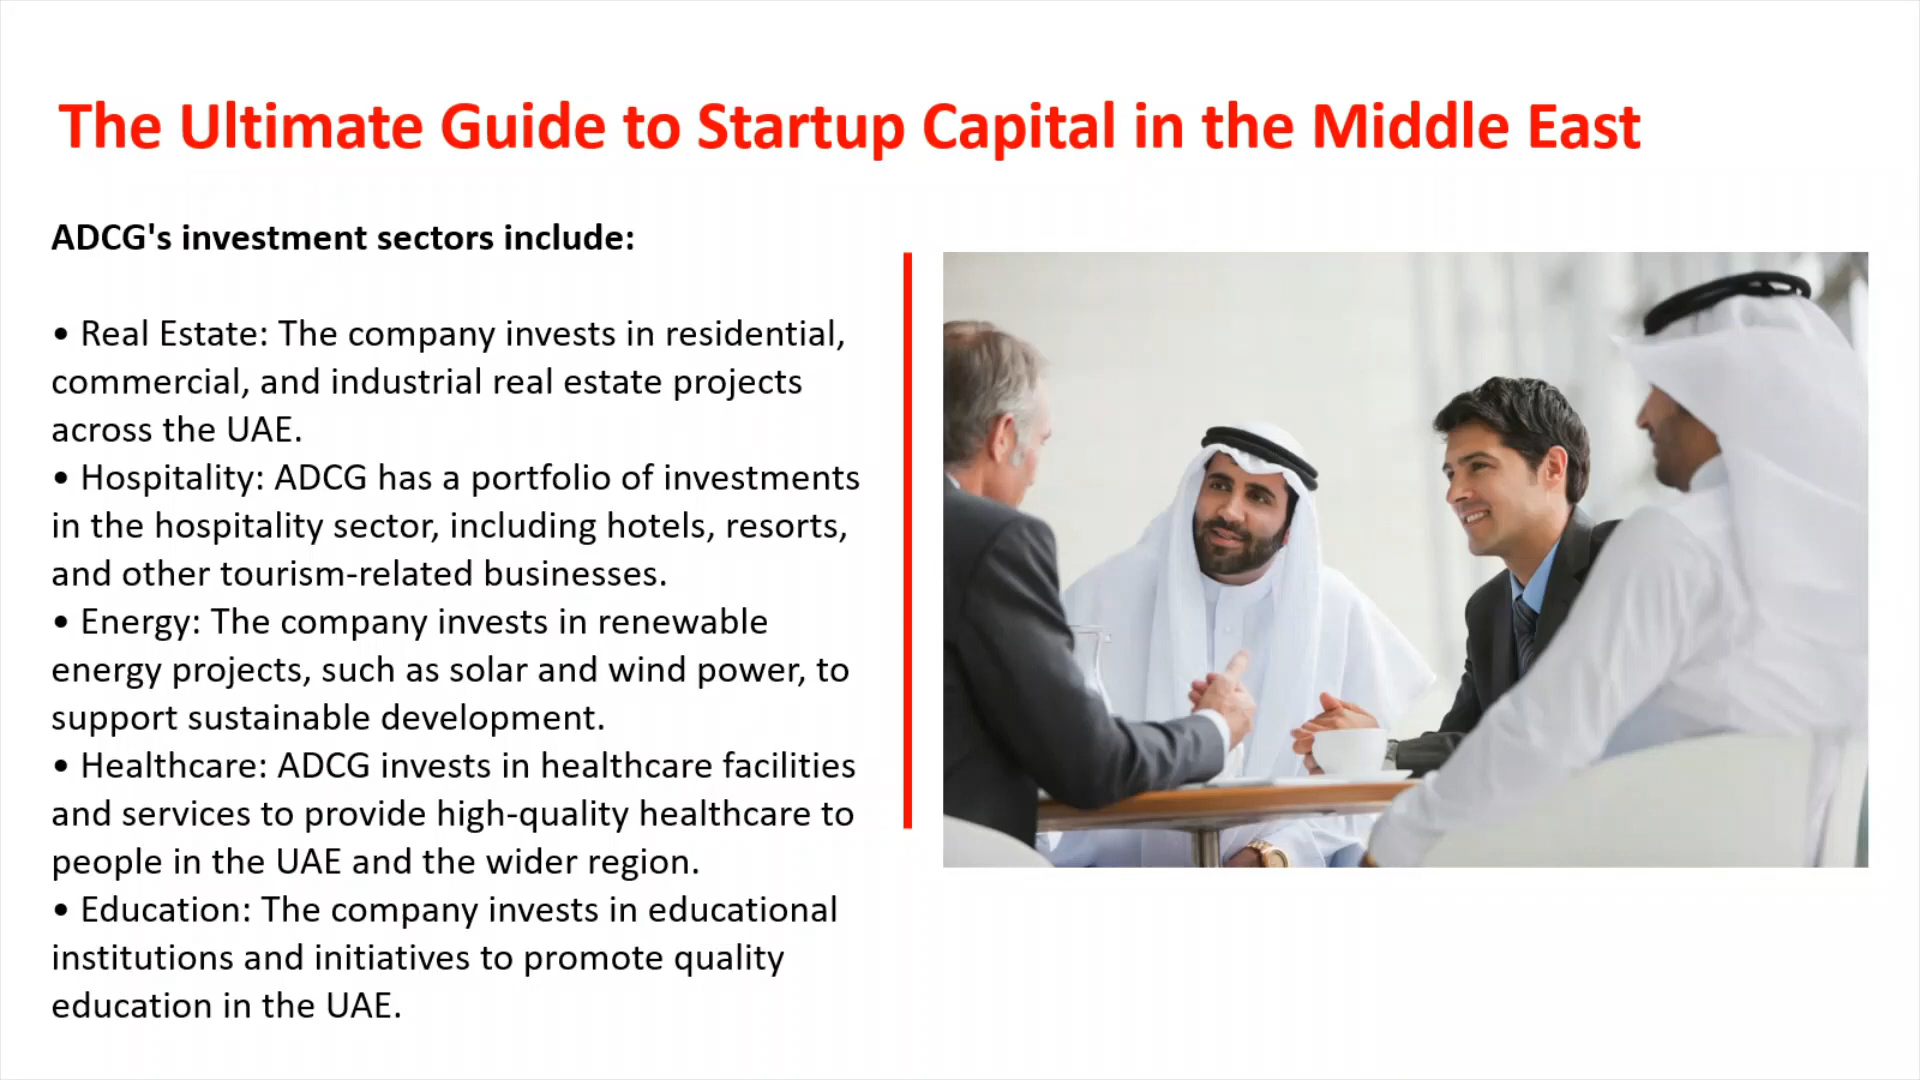 The Ultimate Guide to Startup Capital in the Middle East
ADCG's investment sectors include:
• Real Estate: The company invests in residential,
commercial, and industrial real estate projects
across the UAE.
• Hospitality: ADCG has a portfolio of investments
in the hospitality sector, including hotels, resorts,
and other tourism-related businesses.
• Energy: The company invests in renewable
energy projects, such as solar and wind power, to
support sustainable development.
• Healthcare: ADCG invests in healthcare facilities
and services to provide high-quality healthcare to
people in the UAE and the wider region.
• Education: The company invests in educational
institutions and initiatives to promote quality
education in the UAE.